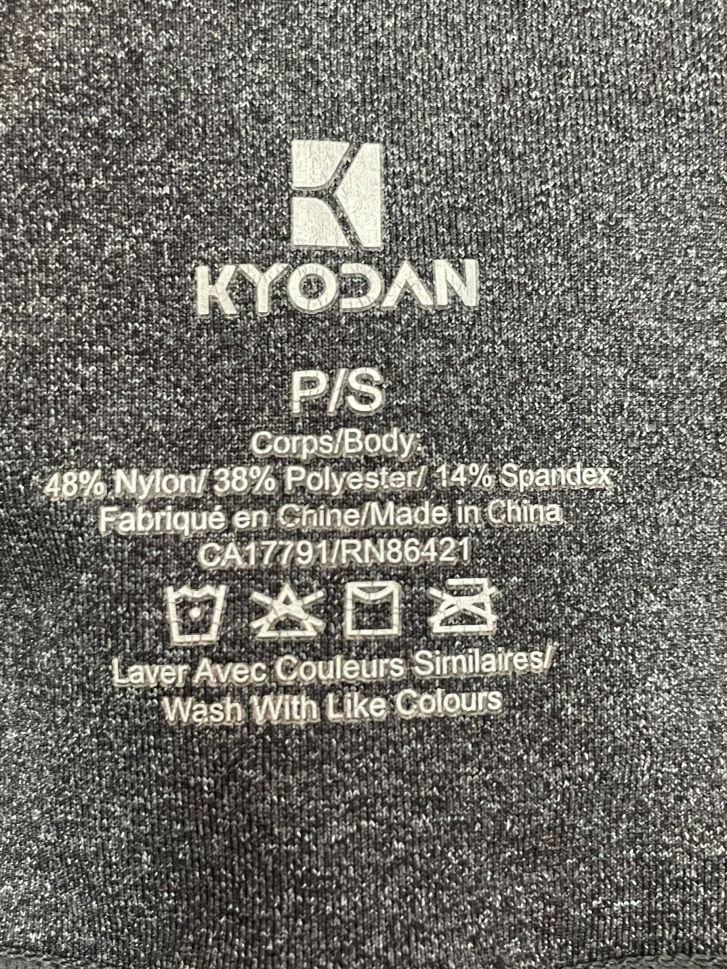 KYODAN
P/S
Corps/Body:
48% Nylon/ 38% Polyester/ 14% Spandex
Fabriqué en Chine/Made in China
CA17791/RN86421
Laver Avec Couleurs Similaires/
Wash With Like Colours